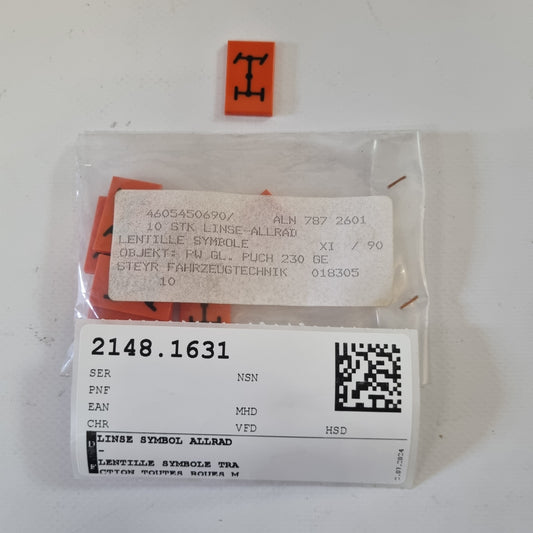 4605450690/ ALN 787 2601
10 STK LINSE-ALLRAD
LENTILLE SYMBOLE XI / 90
OBJEKT: PW GL. PUCH 230 GE
STEYR FAHRZEUGTECHNIK 018305
10
2148.1631
SER
NSN
PNF
EAN
MHD
CHR
VFD
HSD
D
LINSE SYMBOL ALLRAD
-
F
LENTILLE SYMBOLE TRA
CTION TOUTES ROUES M
.2024